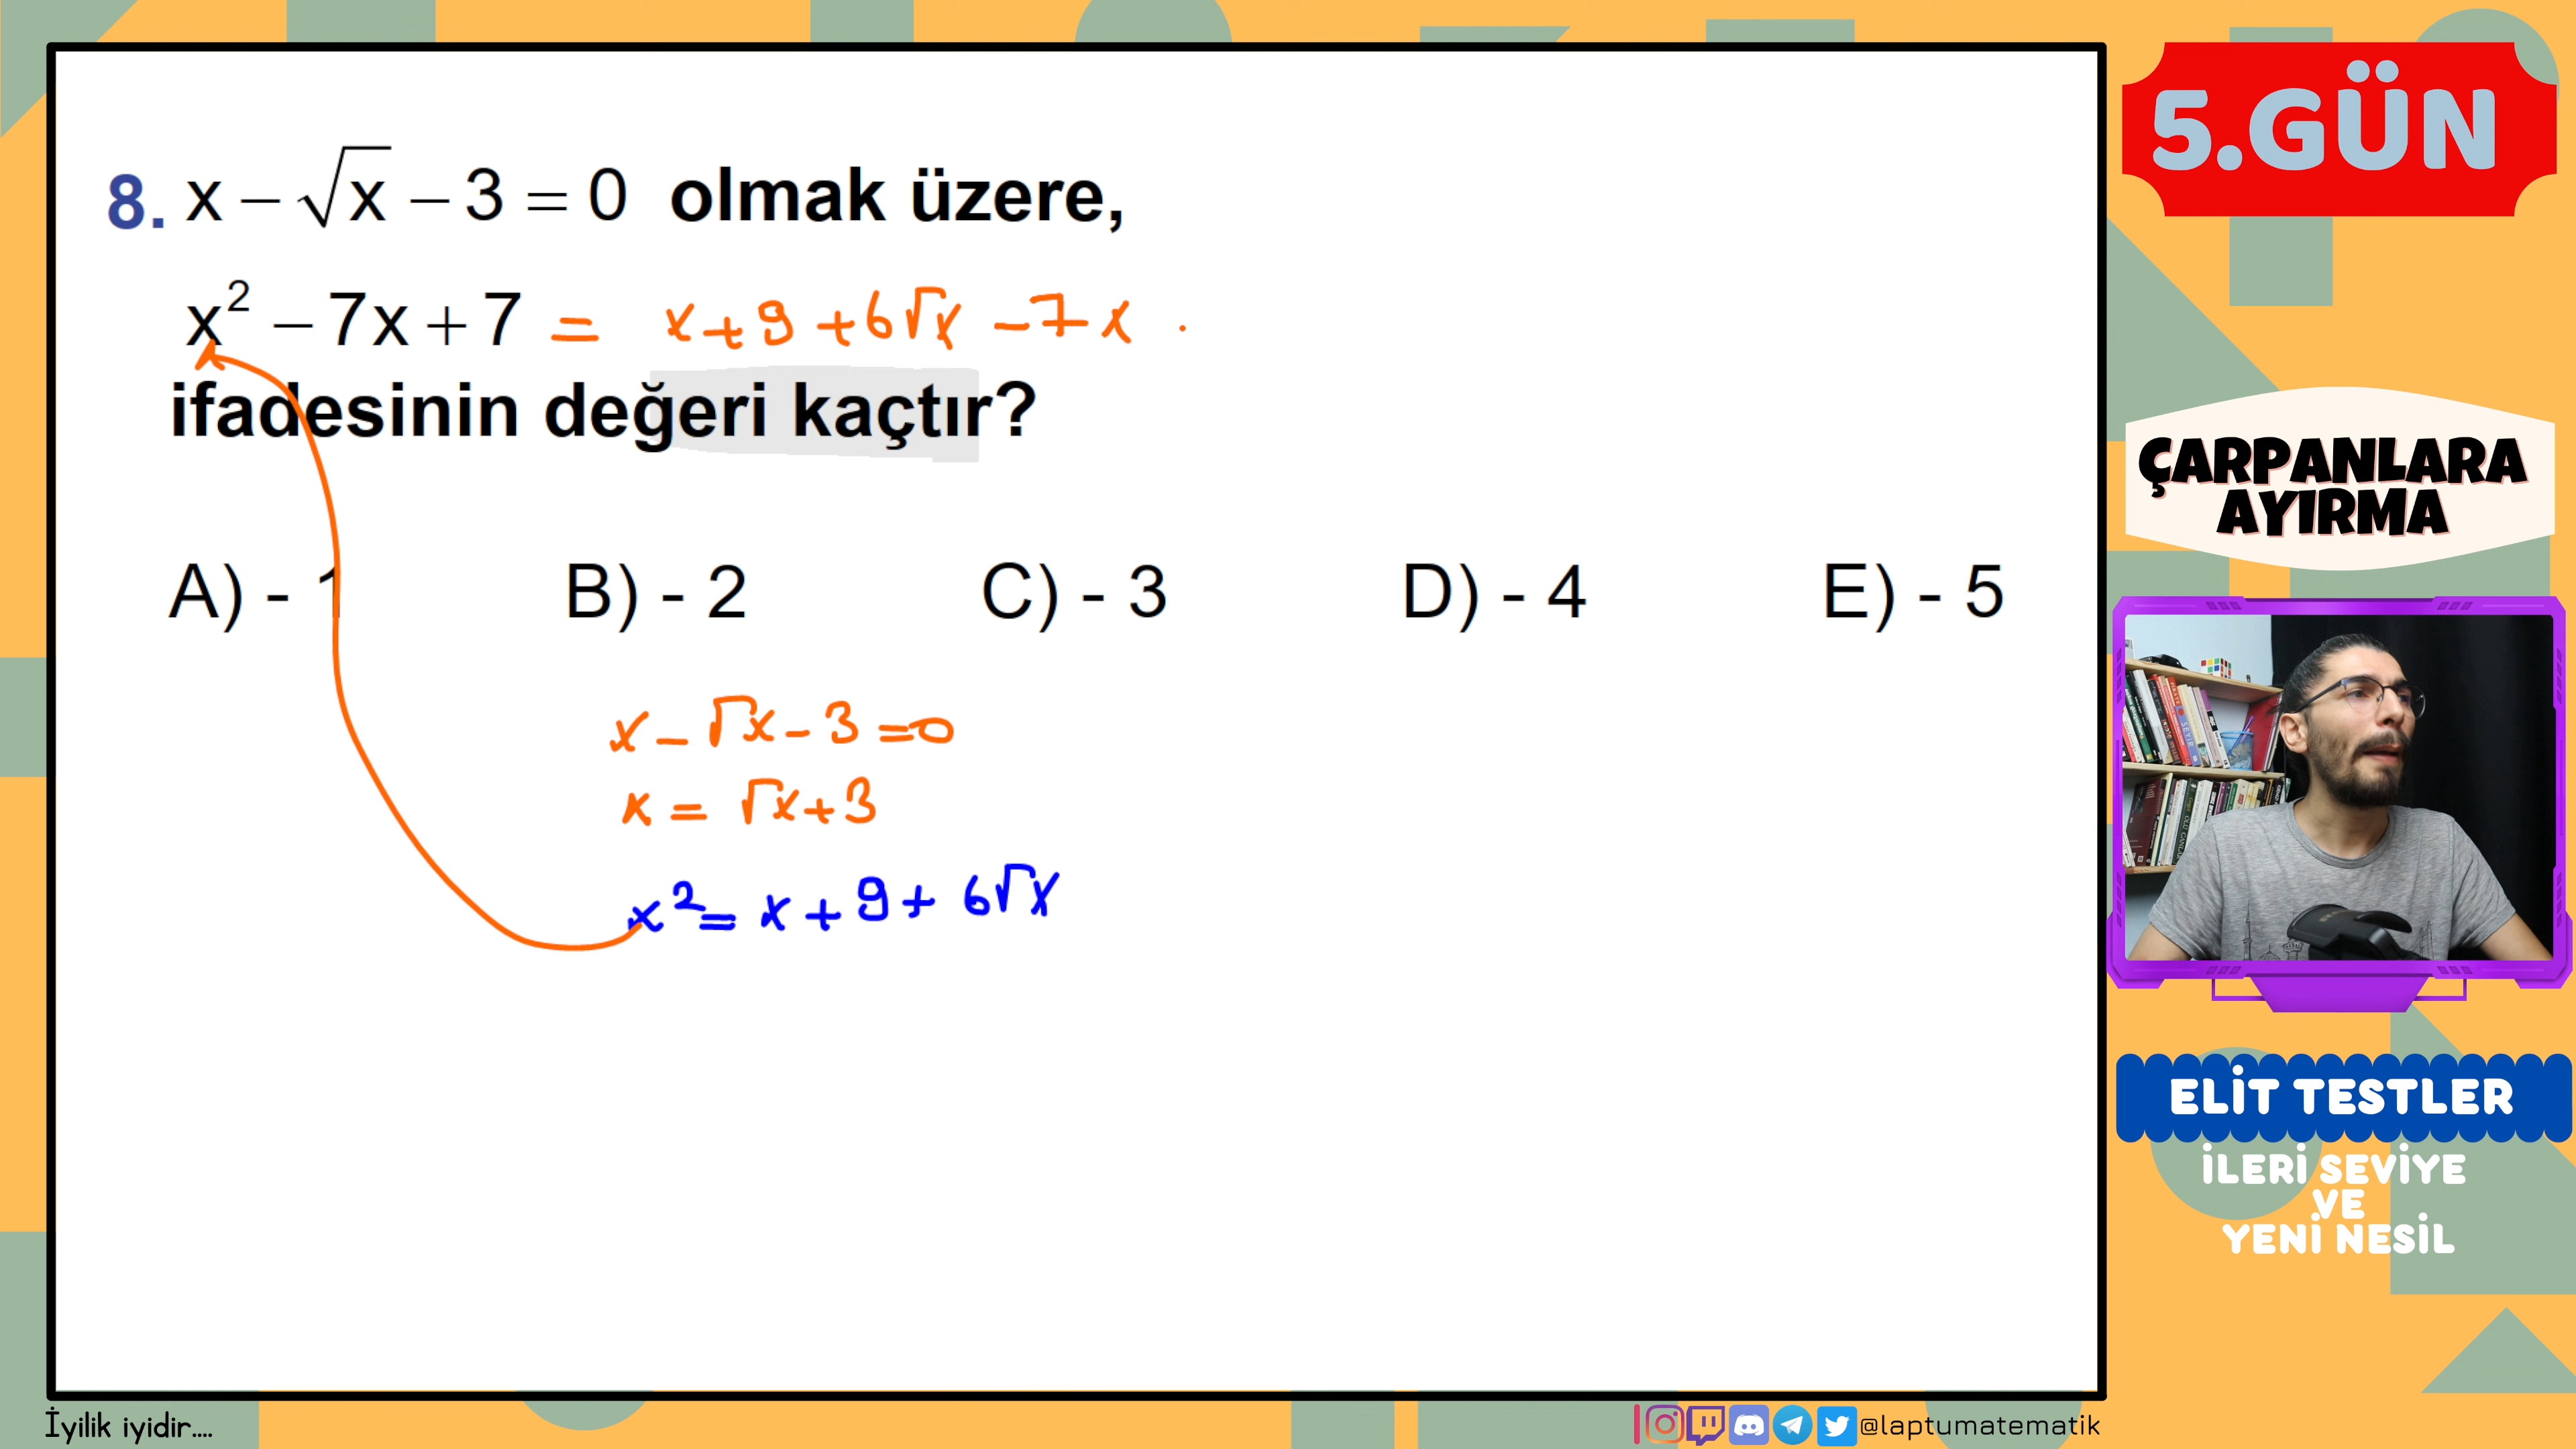 8. x − √x − 3 = 0 olmak üzere,
x² − 7x + 7 = x + 9 + 6√x − 7x
ifadesinin değeri kaçtır?
A) - 1 B) - 2 C) - 3 D) - 4 E) - 5
x − √x − 3 = 0
x = √x + 3
x² = x + 9 + 6√x
5.GÜN
ÇARPANLARA
AYIRMA
ELİT TESTLER
İLERİ SEVİYE
VE
YENİ NESİL
İyilik iyidir....
@laptumatematik